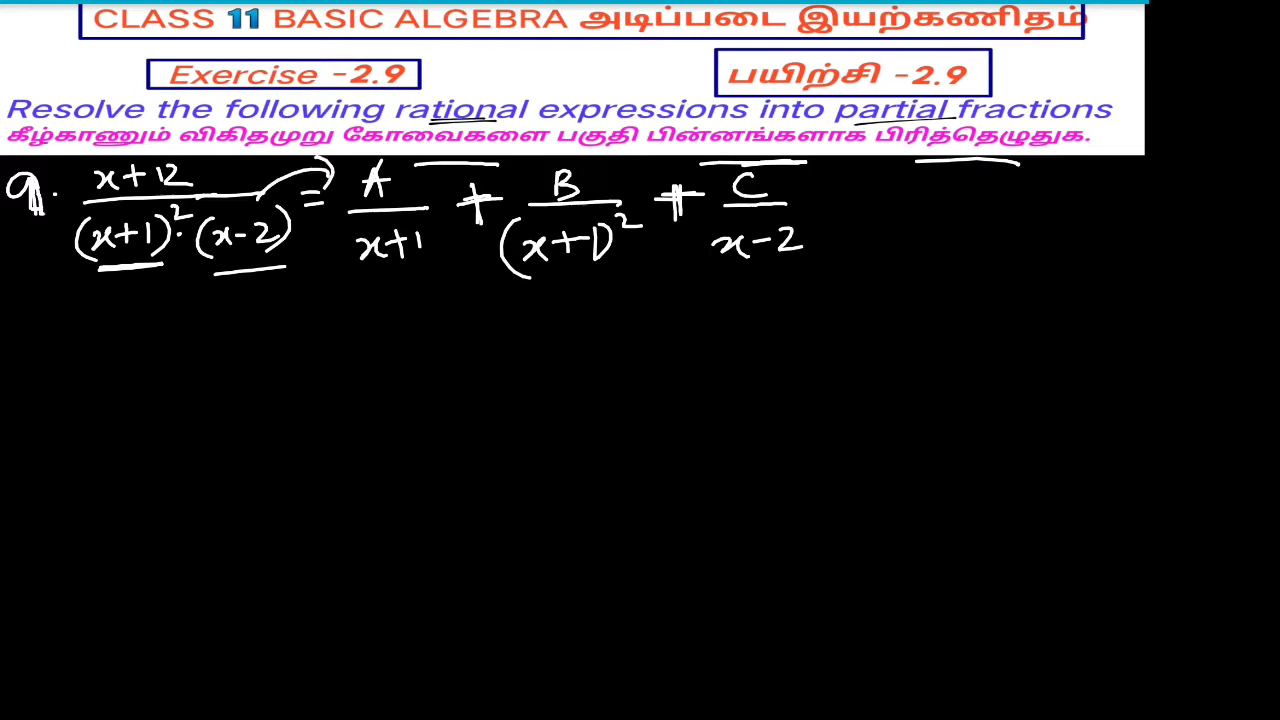 CLASS 11 BASIC ALGEBRA அடிப்படை இயற்கணிதம்
Exercise -2.9 பயிற்சி -2.9
Resolve the following rational expressions into partial fractions
கீழ்காணும் விகிதமுறு கோவைகளை பகுதி பின்னங்களாக பிரித்தெழுதுக.
9. x+12 / (x+1)²·(x-2) = A / x+1 + B / (x+1)² + C / x-2